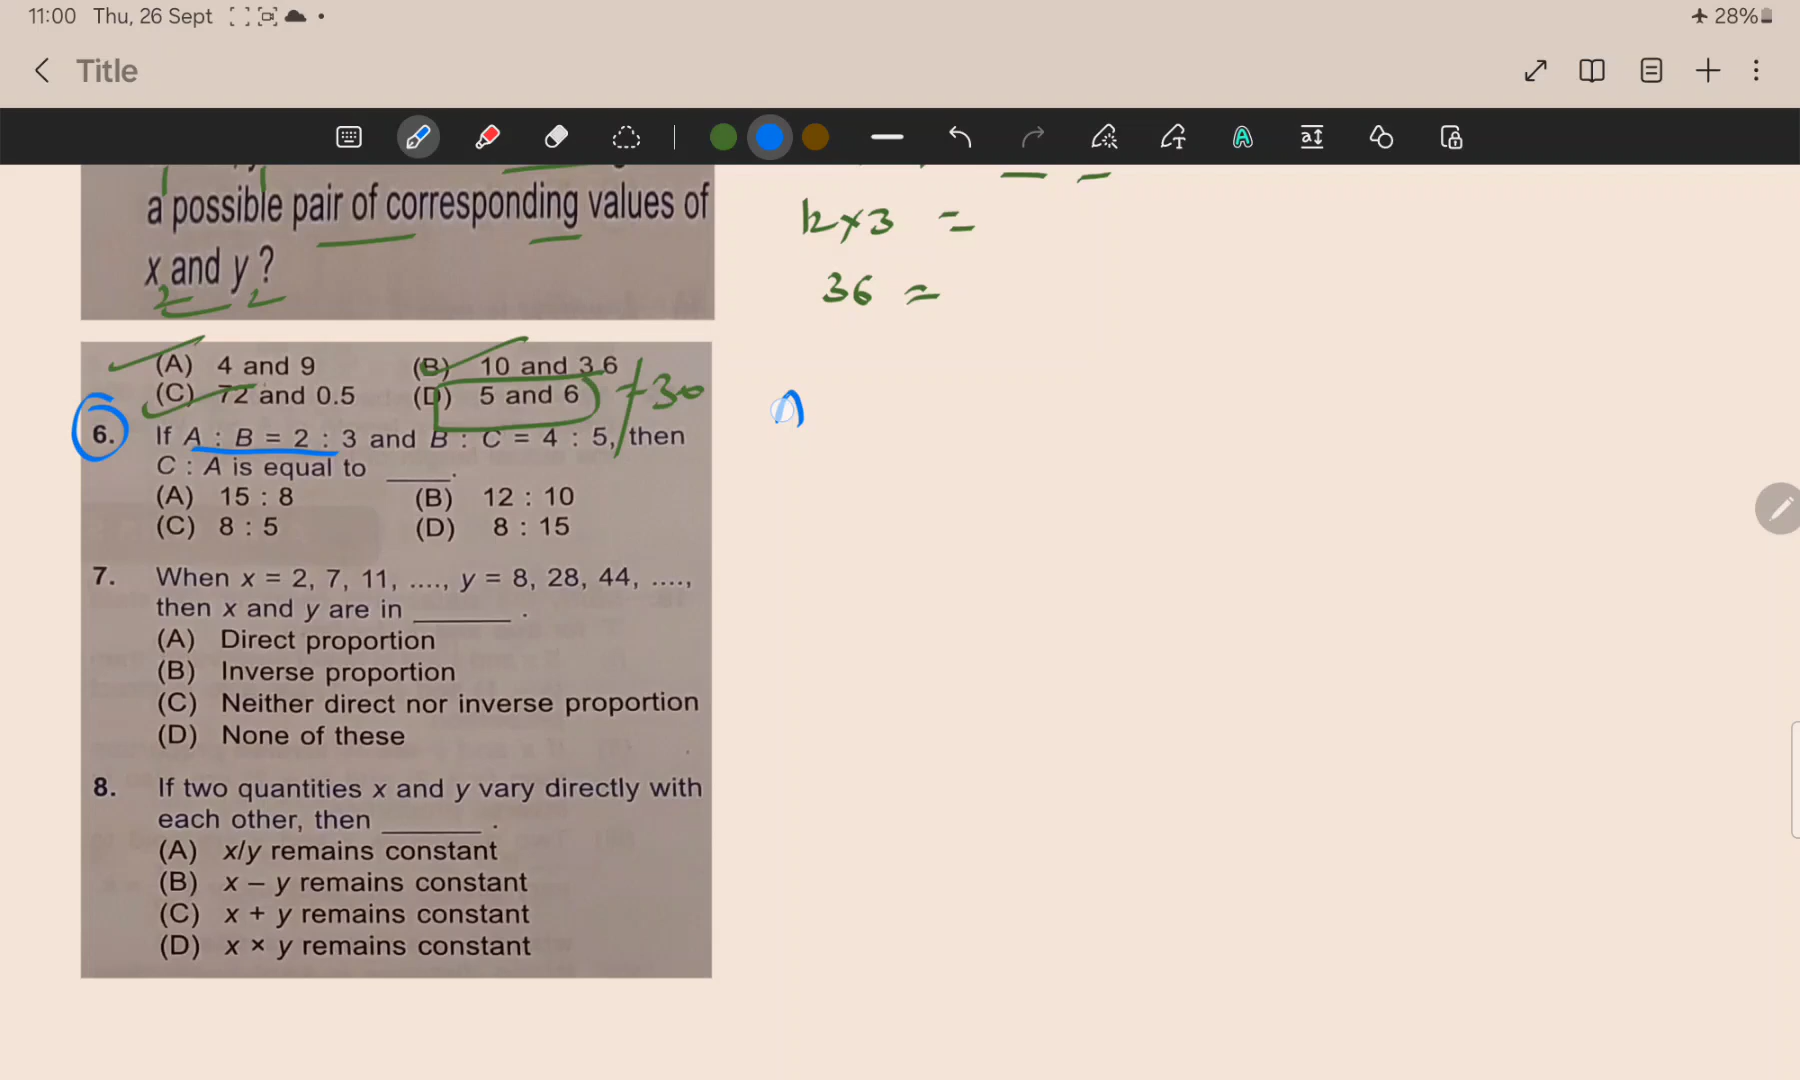 11:00 Thu, 26 Sept
28%
Title
a possible pair of corresponding values of
x and y ?
2 2
12 × 3 =
36 =
(A) 4 and 9 (B) 10 and 3.6
(C) 72 and 0.5 (D) 5 and 6
≠ 30
6. If A : B = 2 : 3 and B : C = 4 : 5, then
C : A is equal to ____.
(A) 15 : 8 (B) 12 : 10
(C) 8 : 5 (D) 8 : 15
7. When x = 2, 7, 11, ...., y = 8, 28, 44, ....,
then x and y are in ______ .
(A) Direct proportion
(B) Inverse proportion
(C) Neither direct nor inverse proportion
(D) None of these
8. If two quantities x and y vary directly with
each other, then ______ .
(A) x/y remains constant
(B) x – y remains constant
(C) x + y remains constant
(D) x × y remains constant